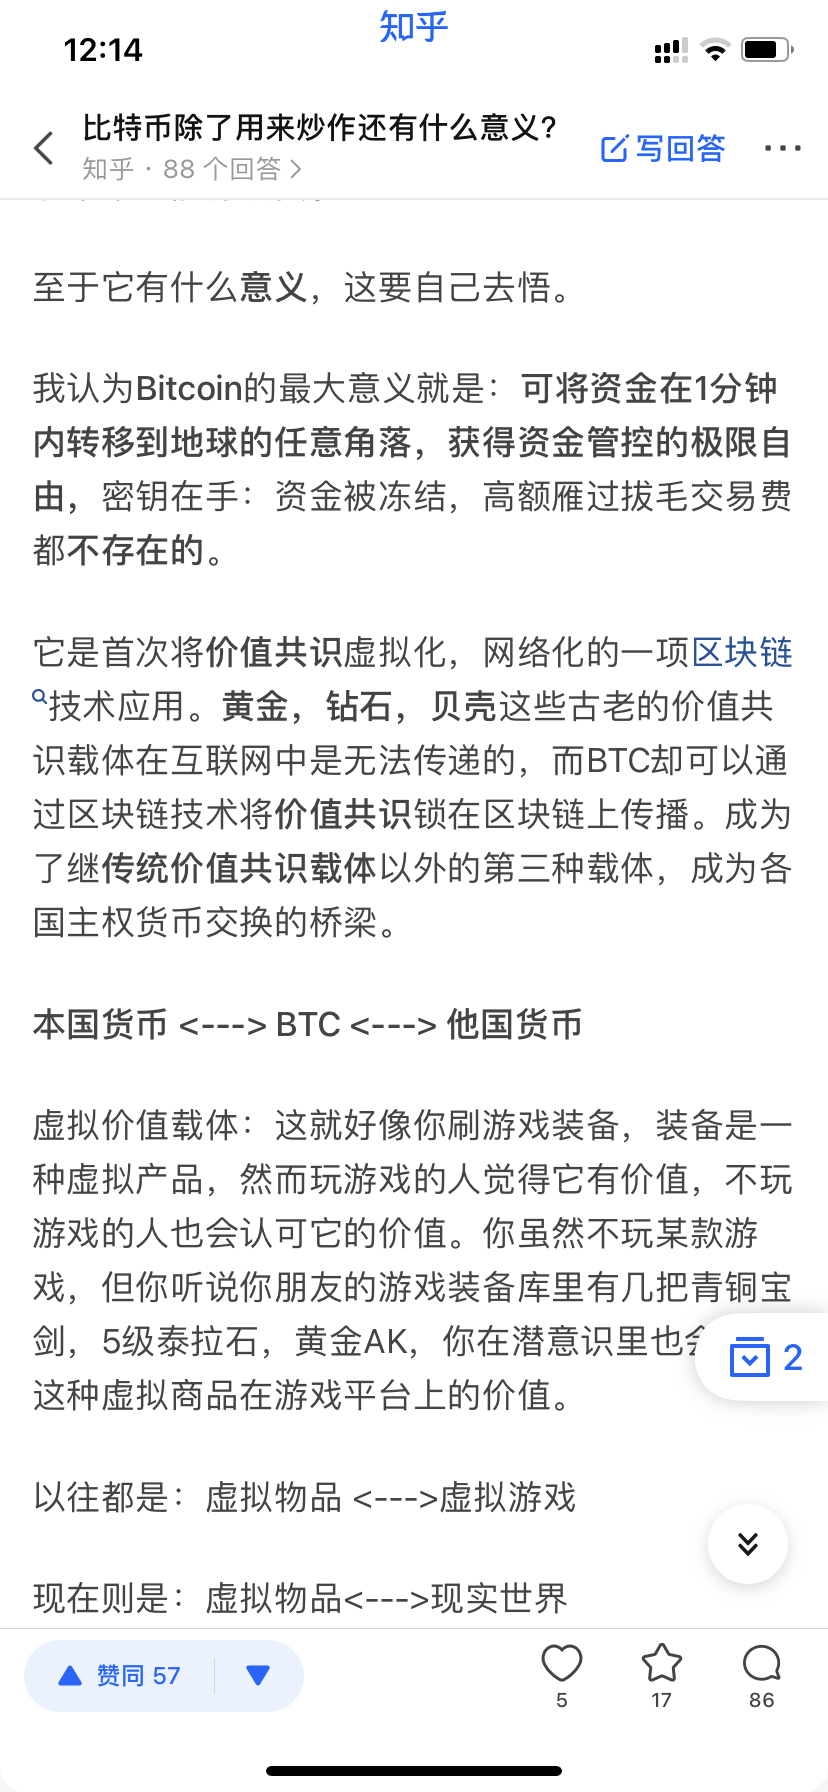 知乎
12:14
比特币除了用来炒作还有什么意义?
知乎 · 88 个回答
写回答
至于它有什么意义，这要自己去悟。
我认为Bitcoin的最大意义就是：可将资金在1分钟
内转移到地球的任意角落，获得资金管控的极限自
由，密钥在手：资金被冻结，高额雁过拔毛交易费
都不存在的。
它是首次将价值共识虚拟化，网络化的一项区块链
技术应用。黄金，钻石，贝壳这些古老的价值共
识载体在互联网中是无法传递的，而BTC却可以通
过区块链技术将价值共识锁在区块链上传播。成为
了继传统价值共识载体以外的第三种载体，成为各
国主权货币交换的桥梁。
本国货币 <---> BTC <---> 他国货币
虚拟价值载体：这就好像你刷游戏装备，装备是一
种虚拟产品，然而玩游戏的人觉得它有价值，不玩
游戏的人也会认可它的价值。你虽然不玩某款游
戏，但你听说你朋友的游戏装备库里有几把青铜宝
剑，5级泰拉石，黄金AK，你在潜意识里也会
2
这种虚拟商品在游戏平台上的价值。
以往都是：虚拟物品 <--->虚拟游戏
现在则是：虚拟物品<--->现实世界
赞同 57
5
17
86